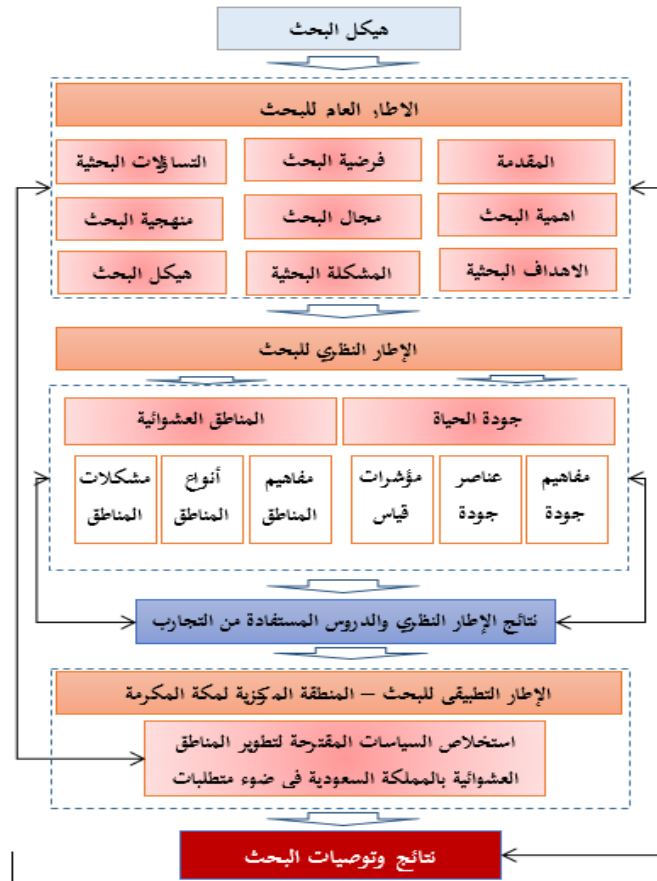 هيكل البحث
الاطار العام للبحث
المقدمة
فرضية البحث
التساؤلات البحثية
اهمية البحث
مجال البحث
منهجية البحث
الاهداف البحثية
المشكلة البحثية
هيكل البحث
الإطار النظري للبحث
جودة الحياة
المناطق العشوائية
مفاهيم
جودة
عناصر
جودة
مؤشرات
قياس
مفاهيم
المناطق
أنواع
المناطق
مشكلات
المناطق
نتائج الإطار النظري والدروس المستفادة من التجارب
الإطار التطبيقى للبحث – المنطقة المركزية لمكة المكرمة
استخلاص السياسات المقترحة لتطوير المناطق
العشوائية بالمملكة السعودية فى ضوء متطلبات
نتائج وتوصيات البحث